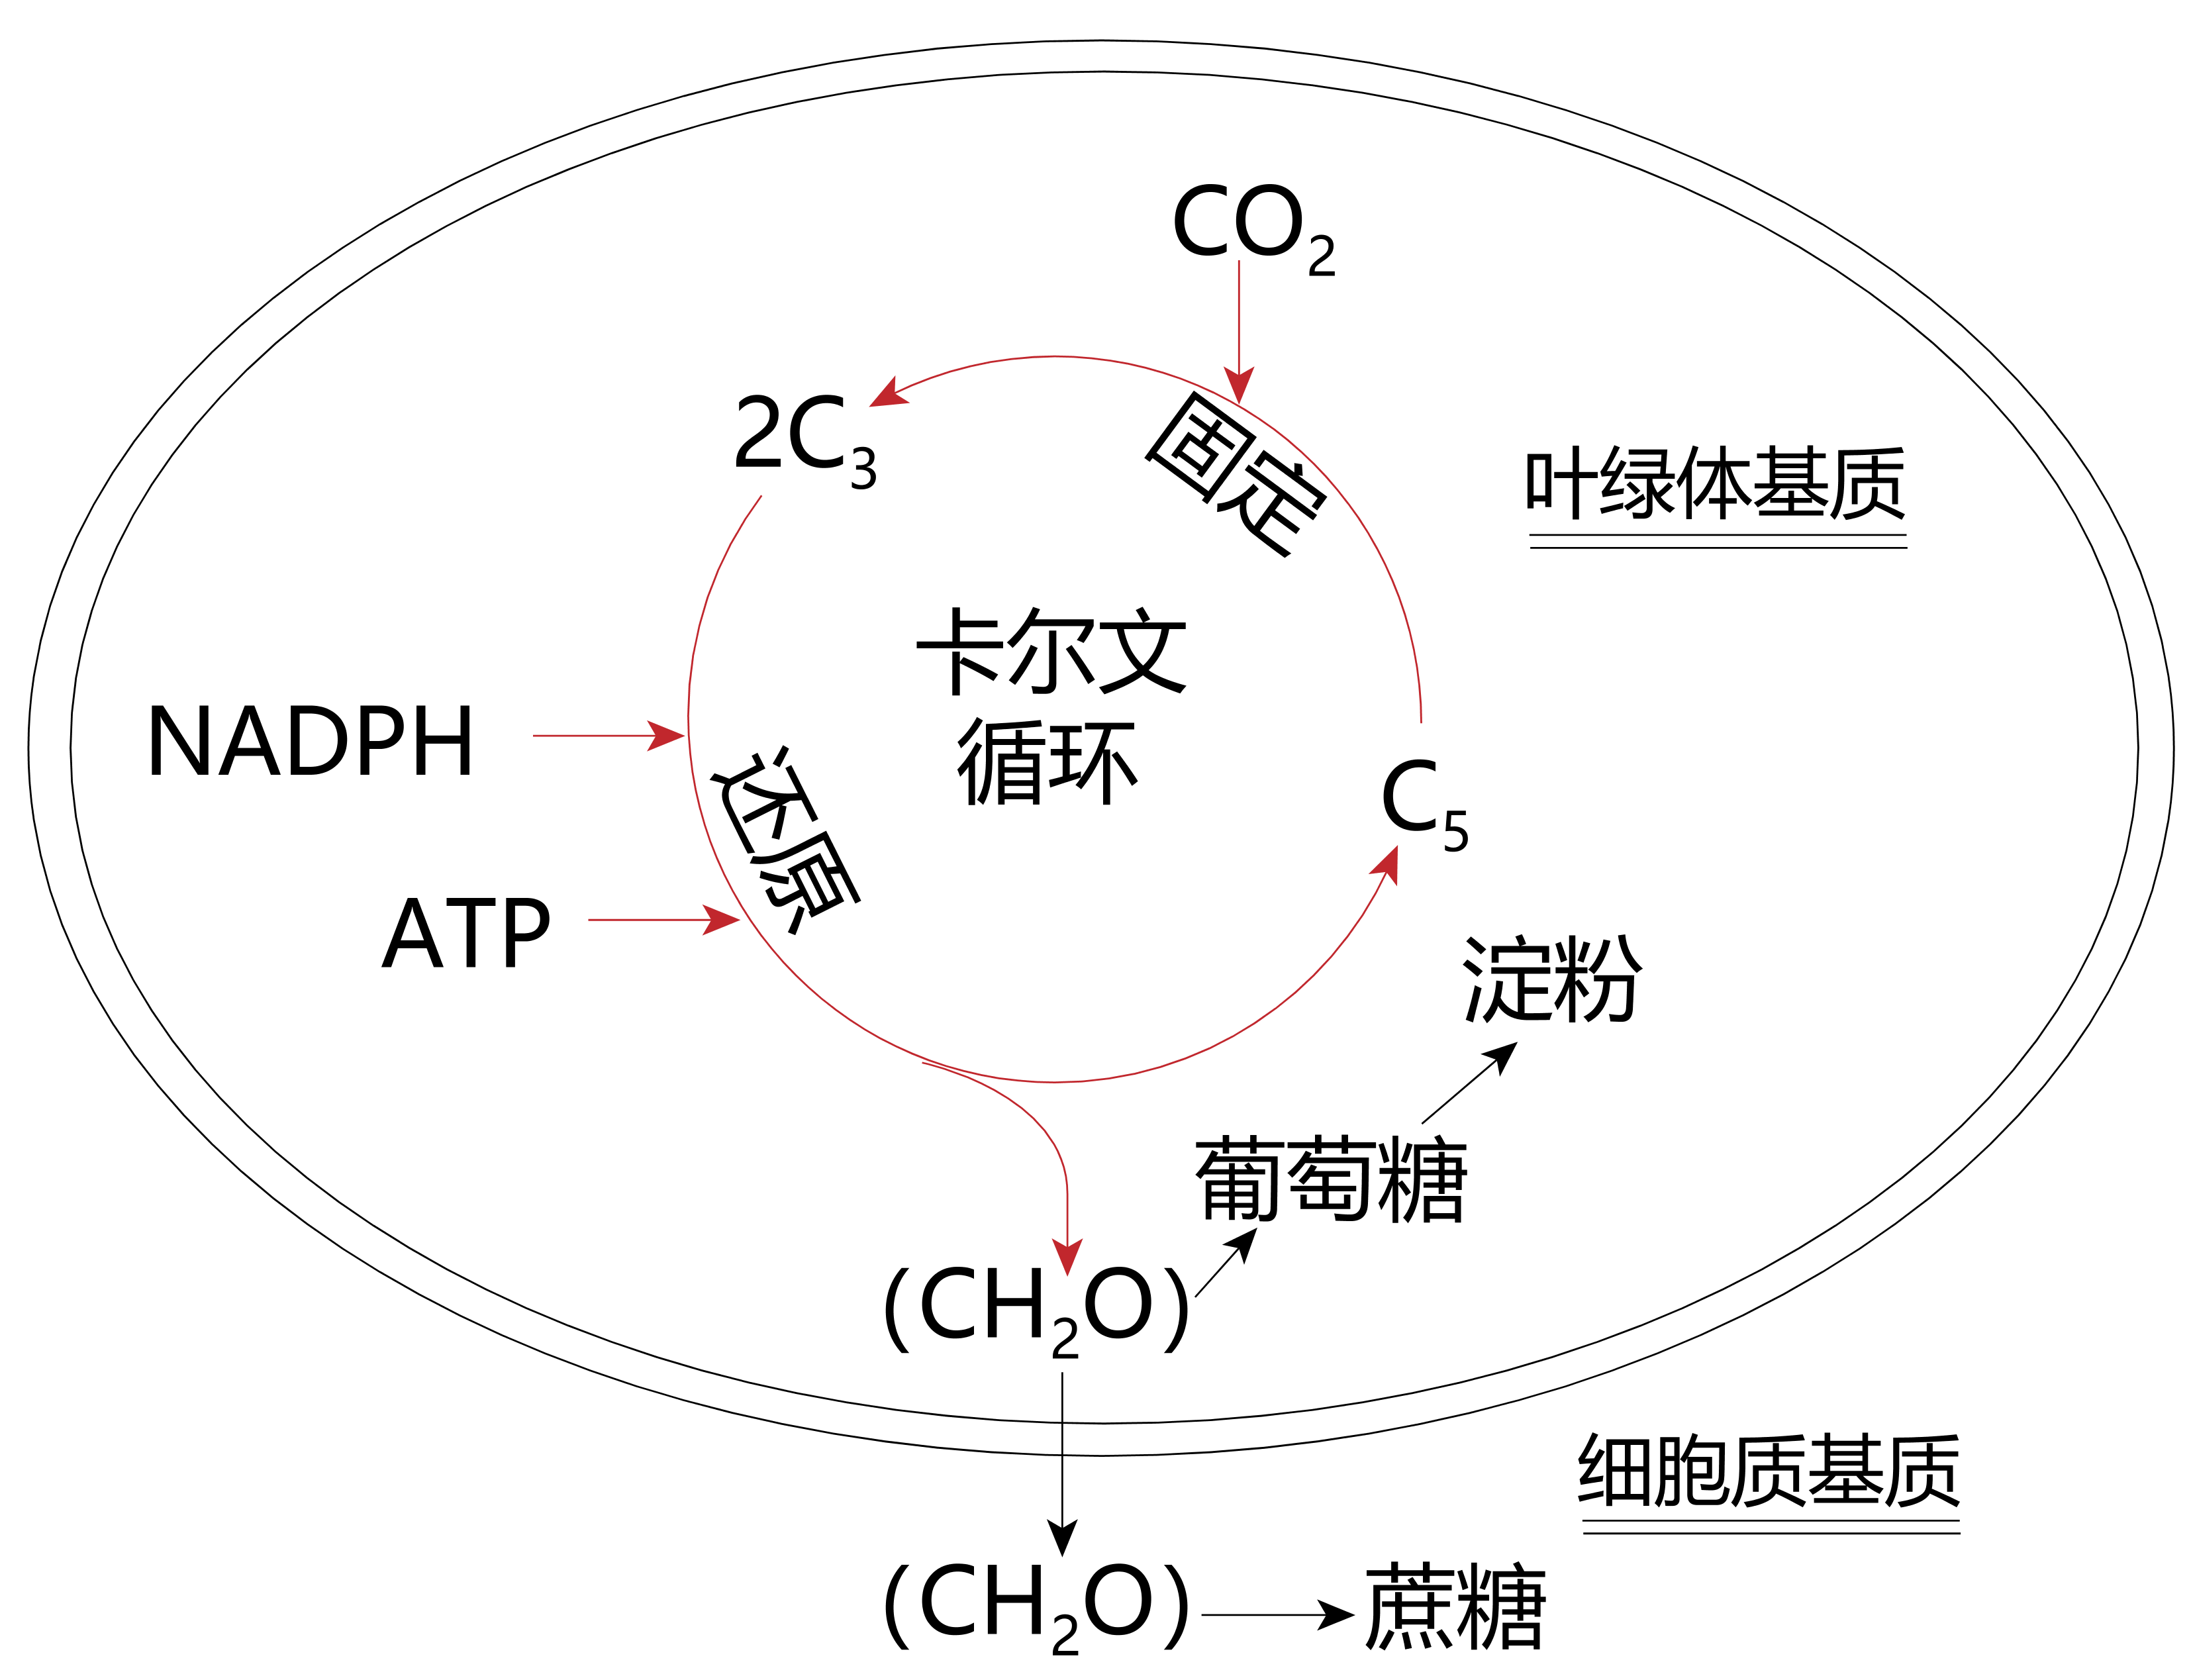 CO₂
2C₃
固定
叶绿体基质
卡尔文
循环
NADPH
还原
C₅
ATP
淀粉
葡萄糖
(CH₂O)
细胞质基质
(CH₂O)
蔗糖